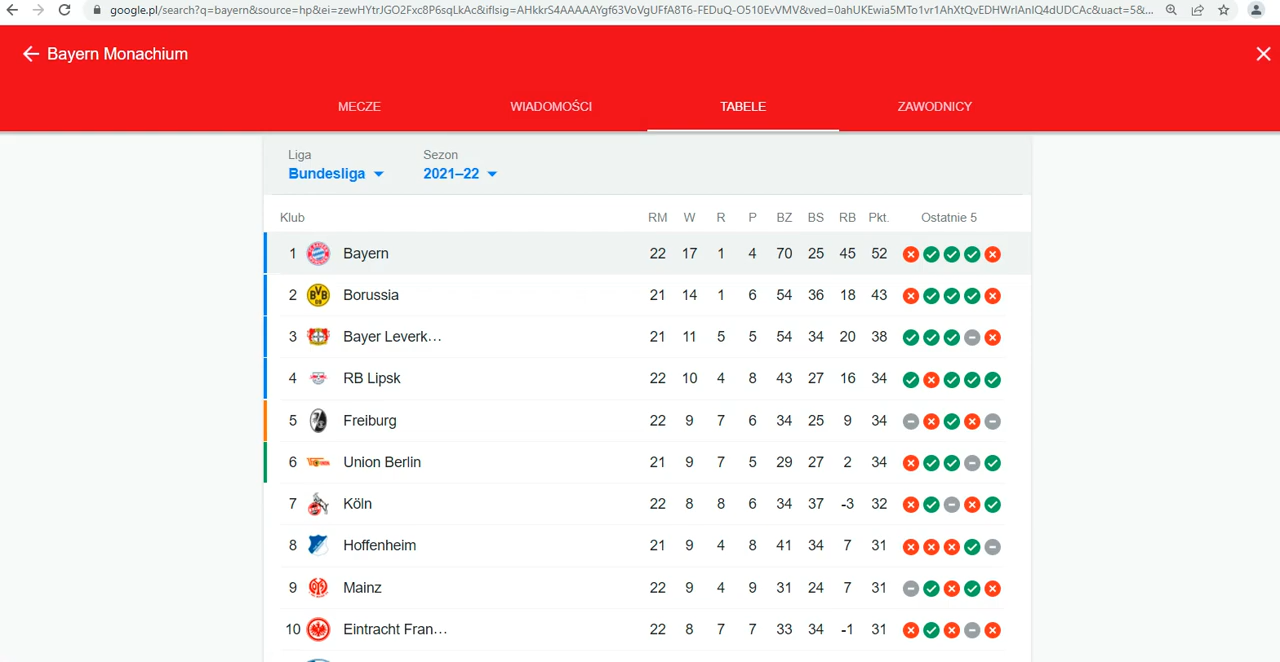 google.pl/search?q=bayern&source=hp&ei=zewHYtrJGO2Fxc8P6sqLkAc&iflsig=AHkkrS4AAAAAYgf63VoVgUFfA8T6-FEDuQ-O510EvVMV&ved=0ahUKEwia5MTo1vr1AhXtQvEDHWrlAnIQ4dUDCAc&uact=5&...
Bayern Monachium
MECZE WIADOMOŚCI TABELE ZAWODNICY
Liga Sezon
Bundesliga 2021–22
Klub RM W R P BZ BS RB Pkt. Ostatnie 5
1 Bayern 22 17 1 4 70 25 45 52
2 Borussia 21 14 1 6 54 36 18 43
3 Bayer Leverk... 21 11 5 5 54 34 20 38
4 RB Lipsk 22 10 4 8 43 27 16 34
5 Freiburg 22 9 7 6 34 25 9 34
6 Union Berlin 21 9 7 5 29 27 2 34
7 Köln 22 8 8 6 34 37 -3 32
8 Hoffenheim 21 9 4 8 41 34 7 31
9 Mainz 22 9 4 9 31 24 7 31
10 Eintracht Fran... 22 8 7 7 33 34 -1 31